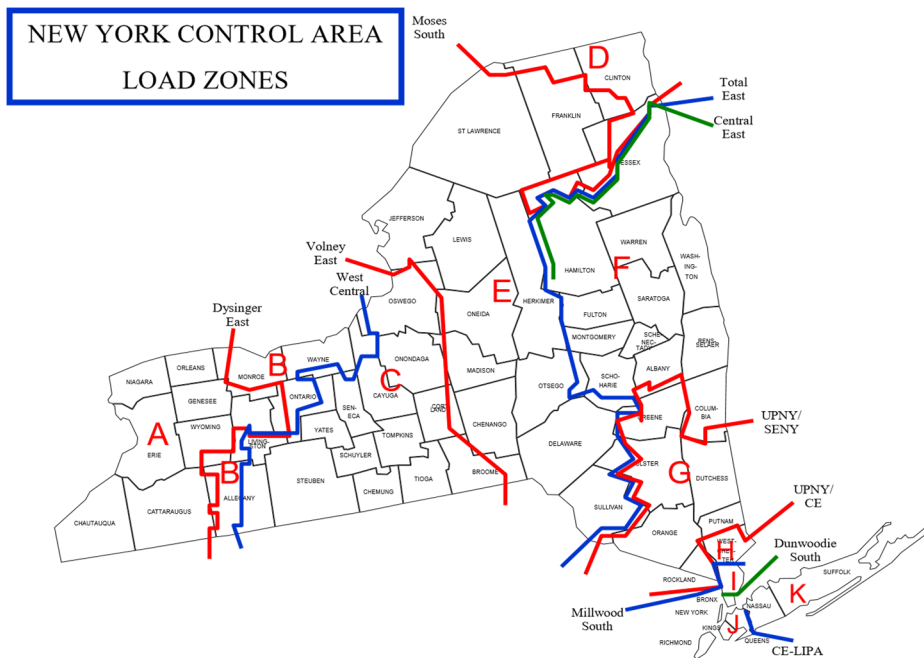 NEW YORK CONTROL AREA
LOAD ZONES
Moses
South
D
CLINTON
FRANKLIN
ST LAWRENCE
Total
East
Central
East
ESSEX
JEFFERSON
LEWIS
WARREN
WASH-
ING-
TON
Volney
East
West
Central
HAMILTON
F
E
OSWEGO
HERKIMER
SARATOGA
ONEIDA
FULTON
Dysinger
East
MONTGOMERY
SCHE-
NEC-
TADY
RENS-
SELAER
WAYNE
ONONDAGA
ORLEANS
B
MONROE
MADISON
ALBANY
NIAGARA
C
SCHO-
HARIE
OTSEGO
GENESEE
ONTARIO
CAYUGA
CORT-
LAND
SEN-
ECA
COLUM-
BIA
GREENE
WYOMING
YATES
CHENANGO
UPNY/
SENY
A
ERIE
LIVING-
STON
TOMPKINS
DELAWARE
SCHUYLER
B
ULSTER
G
BROOME
STEUBEN
TIOGA
DUTCHESS
CHEMUNG
ALLEGANY
UPNY/
CE
SULLIVAN
CATTARAUGUS
CHAUTAUQUA
PUTNAM
ORANGE
WEST-
CHES-
TER
H
Dunwoodie
South
SUFFOLK
ROCKLAND
I
K
BRONX
NASSAU
NEW YORK
Millwood
South
KINGS
J
RICHMOND
QUEENS
CE-LIPA